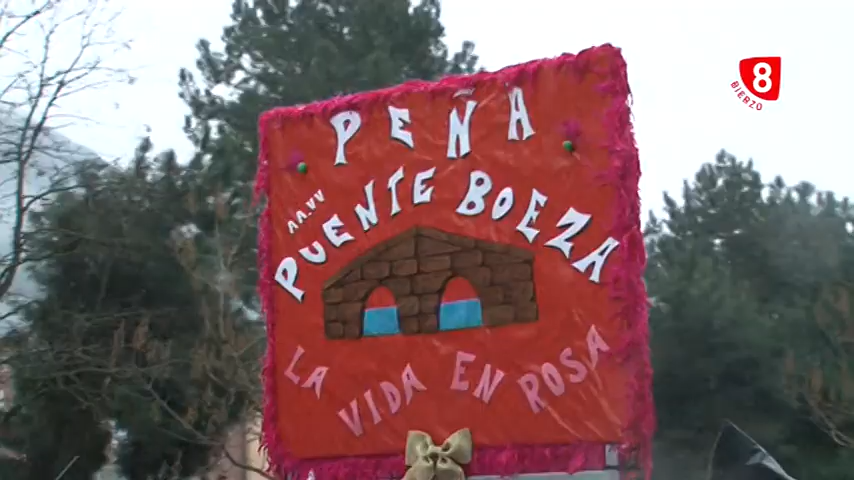 8
BIERZO
PEÑA
AA.VV
PUENTE BOEZA
LA VIDA EN ROSA